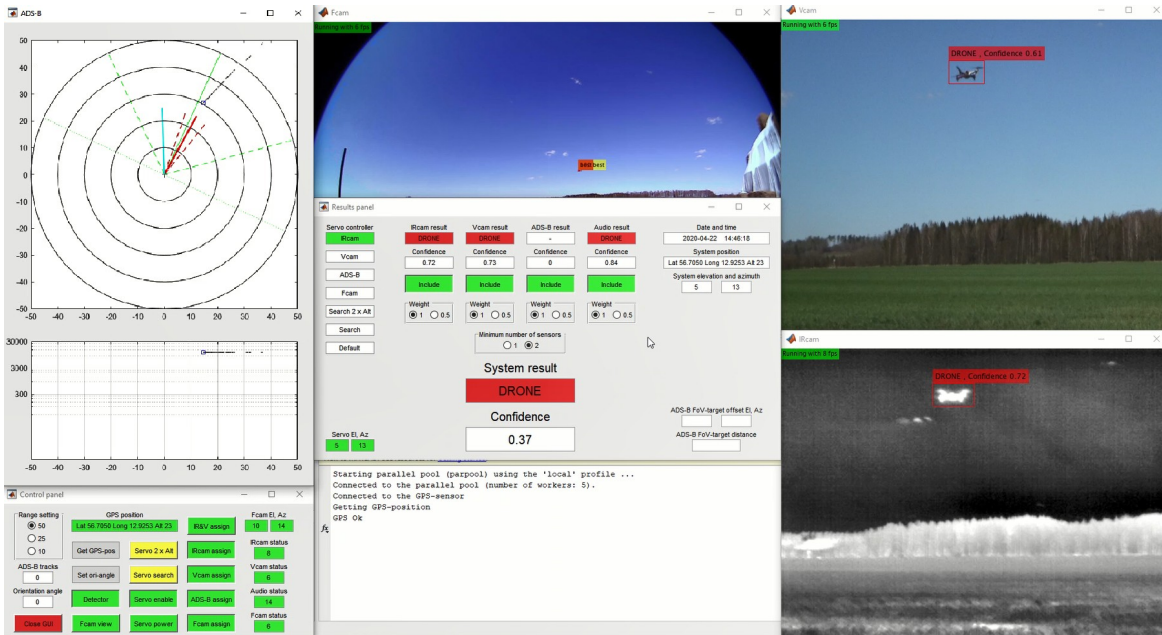 ADS-B
50
40
30
20
10
0
-10
-20
-30
-40
-50
-50 -40 -30 -20 -10 0 10 20 30 40 50
30000
3000
300
-50 -40 -30 -20 -10 0 10 20 30 40 50
Control panel
Range setting
50
25
10
ADS-B tracks
0
Orientation angle
0
Close GUI
GPS position
Lat 56.7050 Long 12.9253 Alt 23
Get GPS-pos
Servo 2 x Alt
Set ori-angle
Servo search
Detector
Servo enable
Fcam view
Servo power
IR&V assign
IRcam assign
Vcam assign
ADS-B assign
Fcam assign
Fcam El, Az
10 14
IRcam status
8
Vcam status
6
Audio status
14
Fcam status
6
Fcam
Running with 6 fps
BIRD best
Results panel
Servo controller
IRcam
Vcam
ADS-B
Fcam
Search 2 x Alt
Search
Default
Servo El, Az
5 13
IRcam result
DRONE
Confidence
0.72
Include
Weight
1 0.5
Vcam result
DRONE
Confidence
0.73
Include
Weight
1 0.5
ADS-B result
-
Confidence
0
Include
Weight
1 0.5
Audio result
DRONE
Confidence
0.84
Include
Weight
1 0.5
Minimum number of sensors
1 2
System result
DRONE
Confidence
0.37
Date and time
2020-04-22 14:46:18
System position
Lat 56.7050 Long 12.9253 Alt 23
System elevation and azimuth
5 13
ADS-B FoV-target offset El, Az
ADS-B FoV-target distance
Starting parallel pool (parpool) using the 'local' profile ...
Connected to the parallel pool (number of workers: 5).
Connected to the GPS-sensor
Getting GPS-position
GPS Ok
fx
Vcam
Running with 6 fps
DRONE , Confidence 0.61
IRcam
Running with 8 fps
DRONE , Confidence 0.72